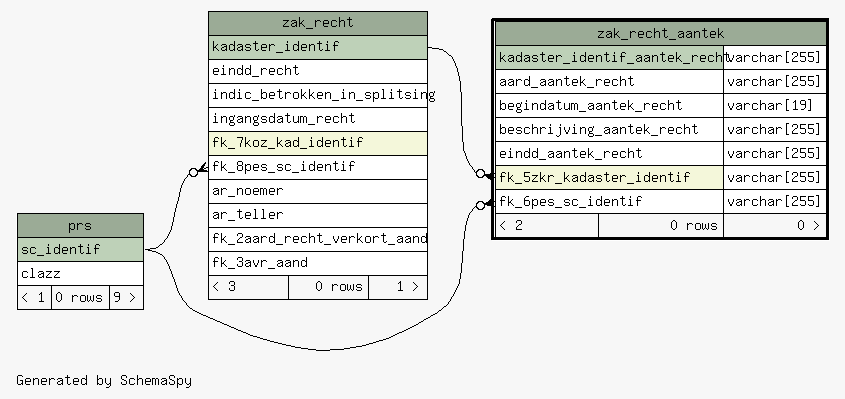 zak_recht
kadaster_identif
eindd_recht
indic_betrokken_in_splitsing
ingangsdatum_recht
fk_7koz_kad_identif
fk_8pes_sc_identif
ar_noemer
ar_teller
fk_2aard_recht_verkort_aand
fk_3avr_aand
< 3 0 rows 1 >
zak_recht_aantek
kadaster_identif_aantek_recht varchar[255]
aard_aantek_recht varchar[255]
begindatum_aantek_recht varchar[19]
beschrijving_aantek_recht varchar[255]
eindd_aantek_recht varchar[255]
fk_5zkr_kadaster_identif varchar[255]
fk_6pes_sc_identif varchar[255]
< 2 0 rows 0 >
prs
sc_identif
clazz
< 1 0 rows 9 >
Generated by SchemaSpy